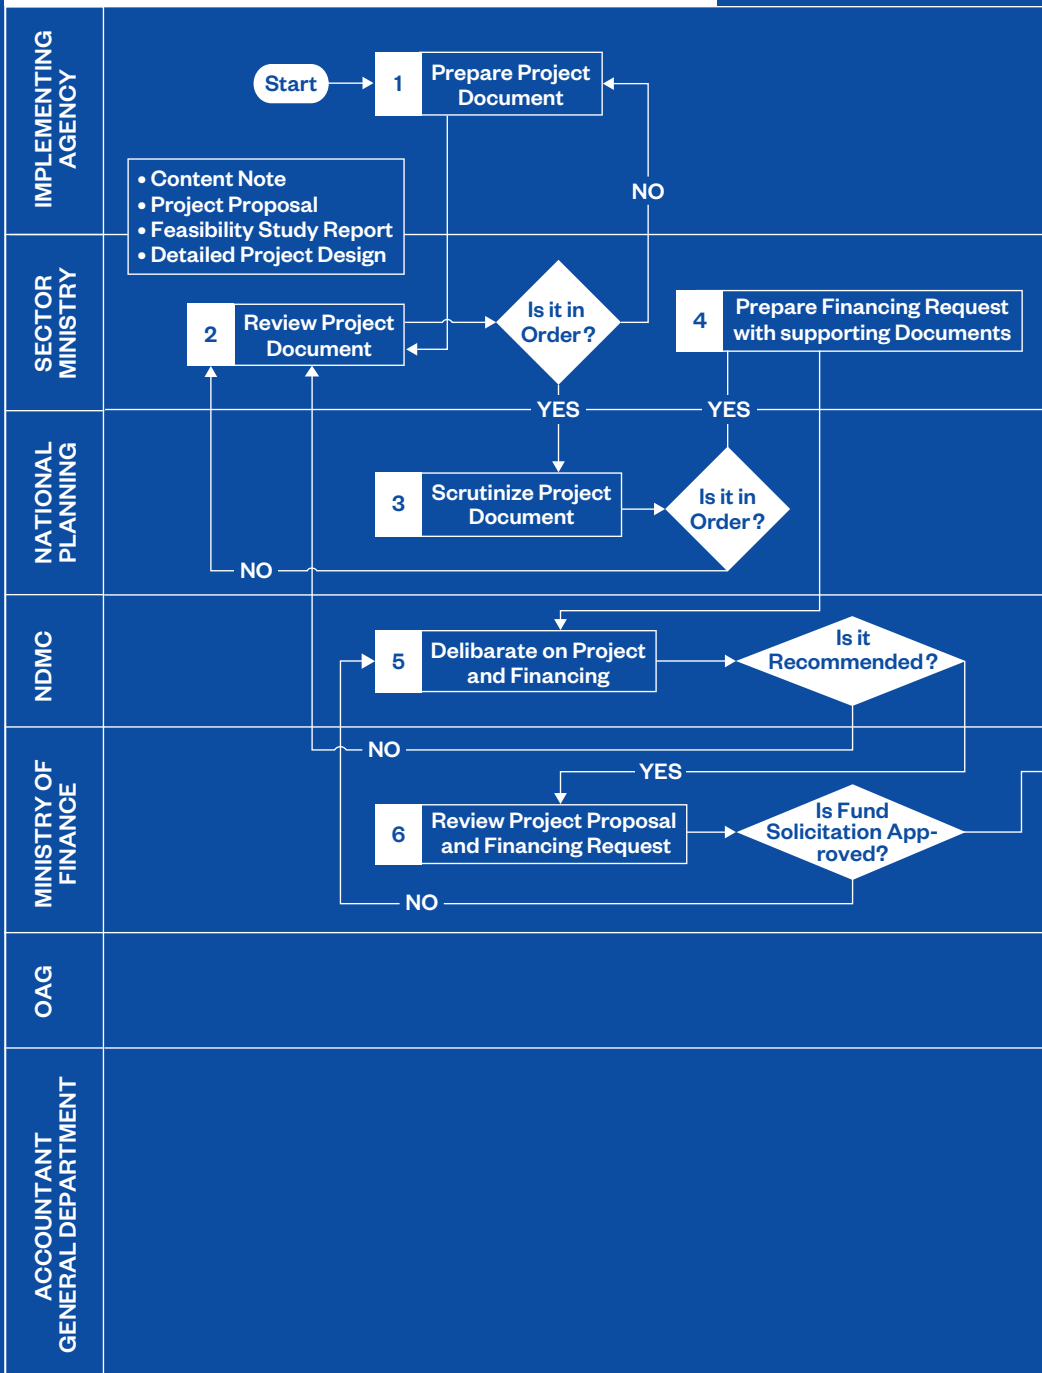 IMPLEMENTING
AGENCY
Start
1
Prepare Project
Document
• Content Note
• Project Proposal
• Feasibility Study Report
• Detailed Project Design
NO
SECTOR
MINISTRY
2
Review Project
Document
Is it in
Order?
4
Prepare Financing Request
with supporting Documents
YES
YES
NATIONAL
PLANNING
3
Scrutinize Project
Document
Is it in
Order?
NO
NDMC
5
Delibarate on Project
and Financing
Is it
Recommended?
NO
YES
MINISTRY OF
FINANCE
6
Review Project Proposal
and Financing Request
Is Fund
Solicitation App-
roved?
NO
OAG
ACCOUNTANT
GENERAL DEPARTMENT